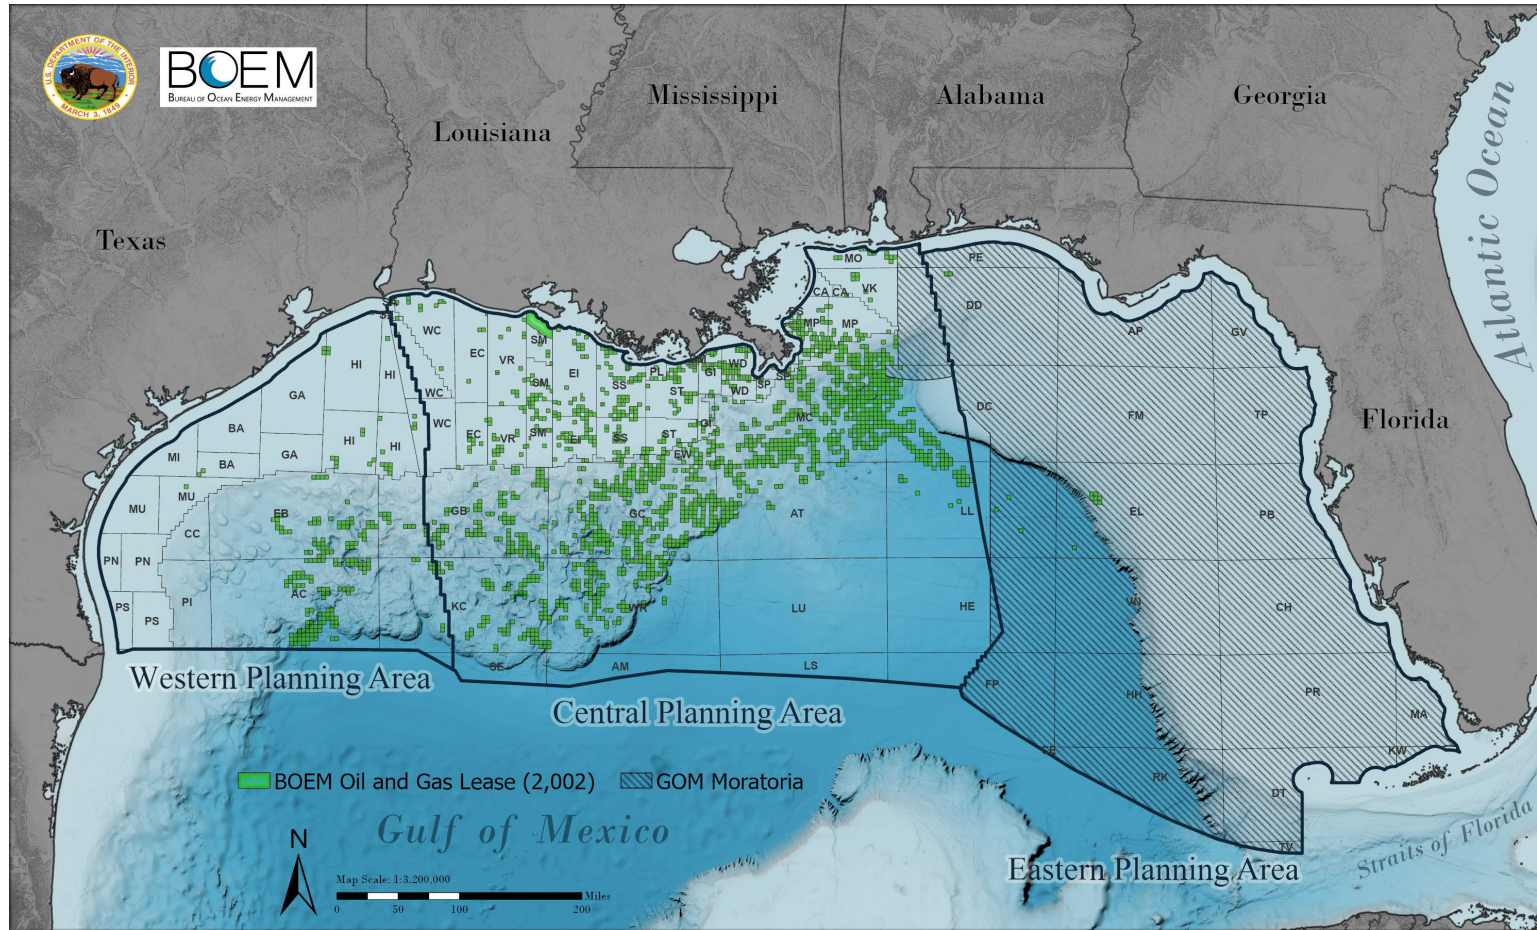 U.S. DEPARTMENT OF THE INTERIOR
MARCH 3, 1849
BOEM
BUREAU OF OCEAN ENERGY MANAGEMENT
Mississippi
Alabama
Georgia
Louisiana
Texas
Florida
Atlantic Ocean
MO
PE
CA CA
VK
DD
MP
MP
AP
GV
WC
SM
EC
VR
EI
HI
HI
SM
SS
PL
GI
WD
WD
SP
SP
ST
WC
GA
WC
DC
FM
TP
MC
BA
HI
HI
EC
VR
SM
EI
SS
ST
GI
EW
MI
BA
GA
MU
MU
EB
GB
GC
AT
LL
EL
PB
CC
PN
PN
AC
PI
PS
PS
KC
WR
LU
HE
VN
CH
SE
AM
LS
FP
HH
PR
MA
KW
RK
DT
TV
Western Planning Area
Central Planning Area
Eastern Planning Area
BOEM Oil and Gas Lease (2,002)
GOM Moratoria
Gulf of Mexico
Straits of Florida
N
Map Scale: 1:3,200,000
Miles
0 50 100 200